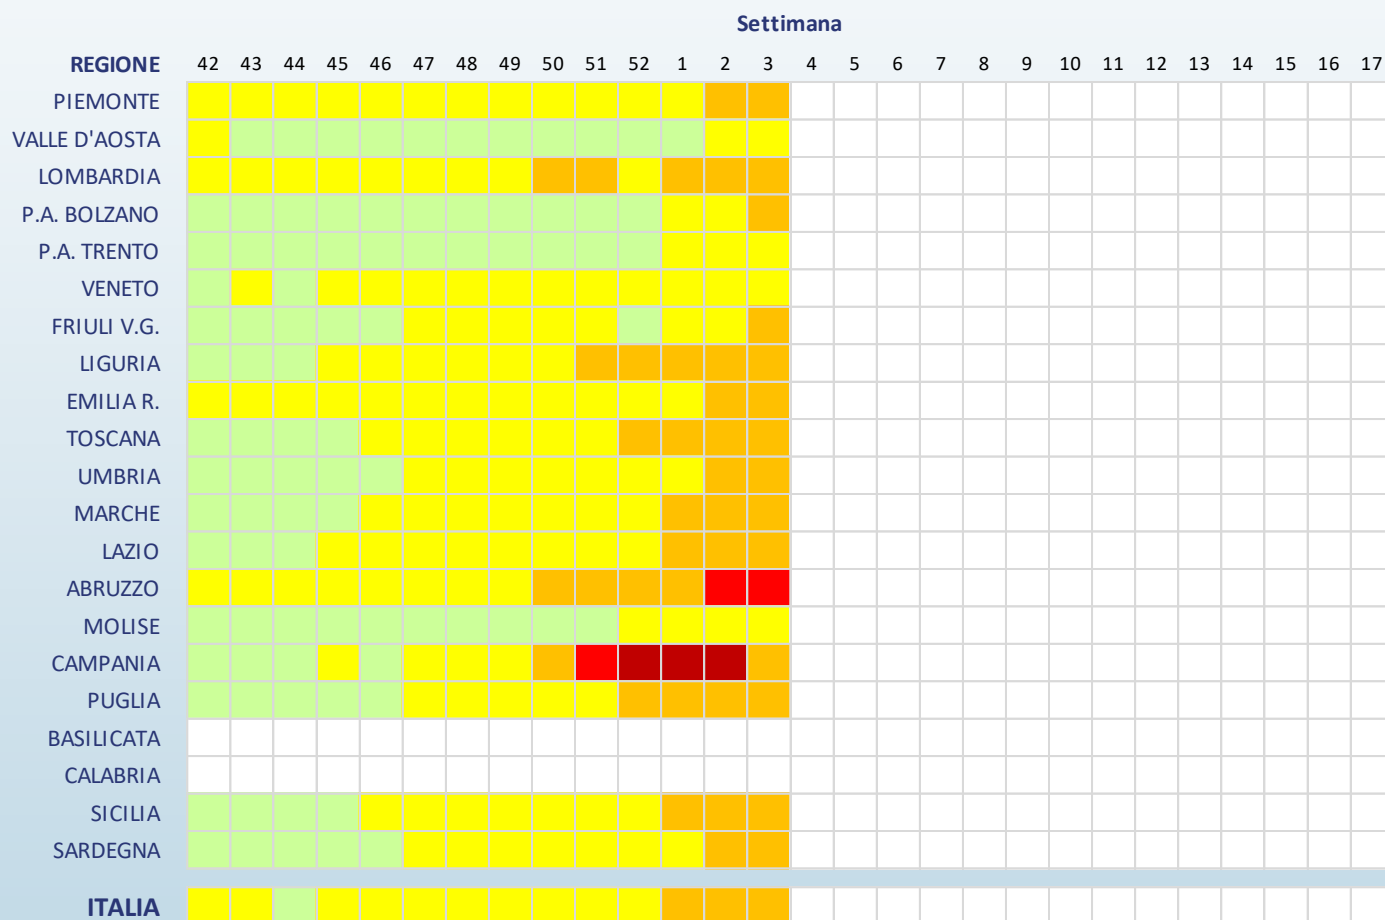 Settimana
REGIONE 42 43 44 45 46 47 48 49 50 51 52 1 2 3 4 5 6 7 8 9 10 11 12 13 14 15 16 17
PIEMONTE
VALLE D'AOSTA
LOMBARDIA
P.A. BOLZANO
P.A. TRENTO
VENETO
FRIULI V.G.
LIGURIA
EMILIA R.
TOSCANA
UMBRIA
MARCHE
LAZIO
ABRUZZO
MOLISE
CAMPANIA
PUGLIA
BASILICATA
CALABRIA
SICILIA
SARDEGNA
ITALIA